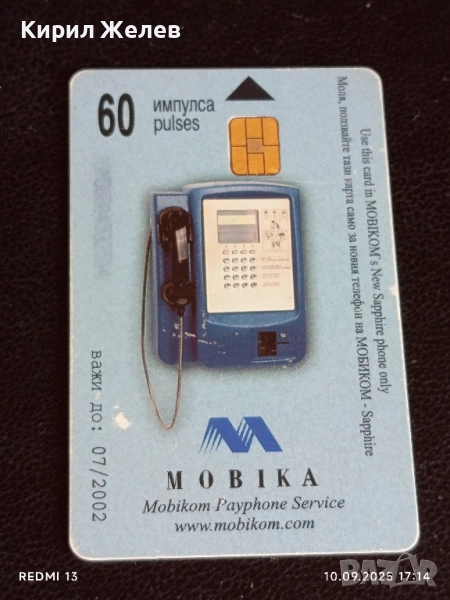 Кирил Желев
60 импулса
pulses
Use this card in MOBIKOM`s New Sapphire phone only
Моля, ползвайте тази карта само за новия телефон на МОБИКОМ - Sapphire
важи до: 07/2002
MOBIKA
Mobikom Payphone Service
www.mobikom.com
REDMI 13
10.09.2025 17:14
BAZAR